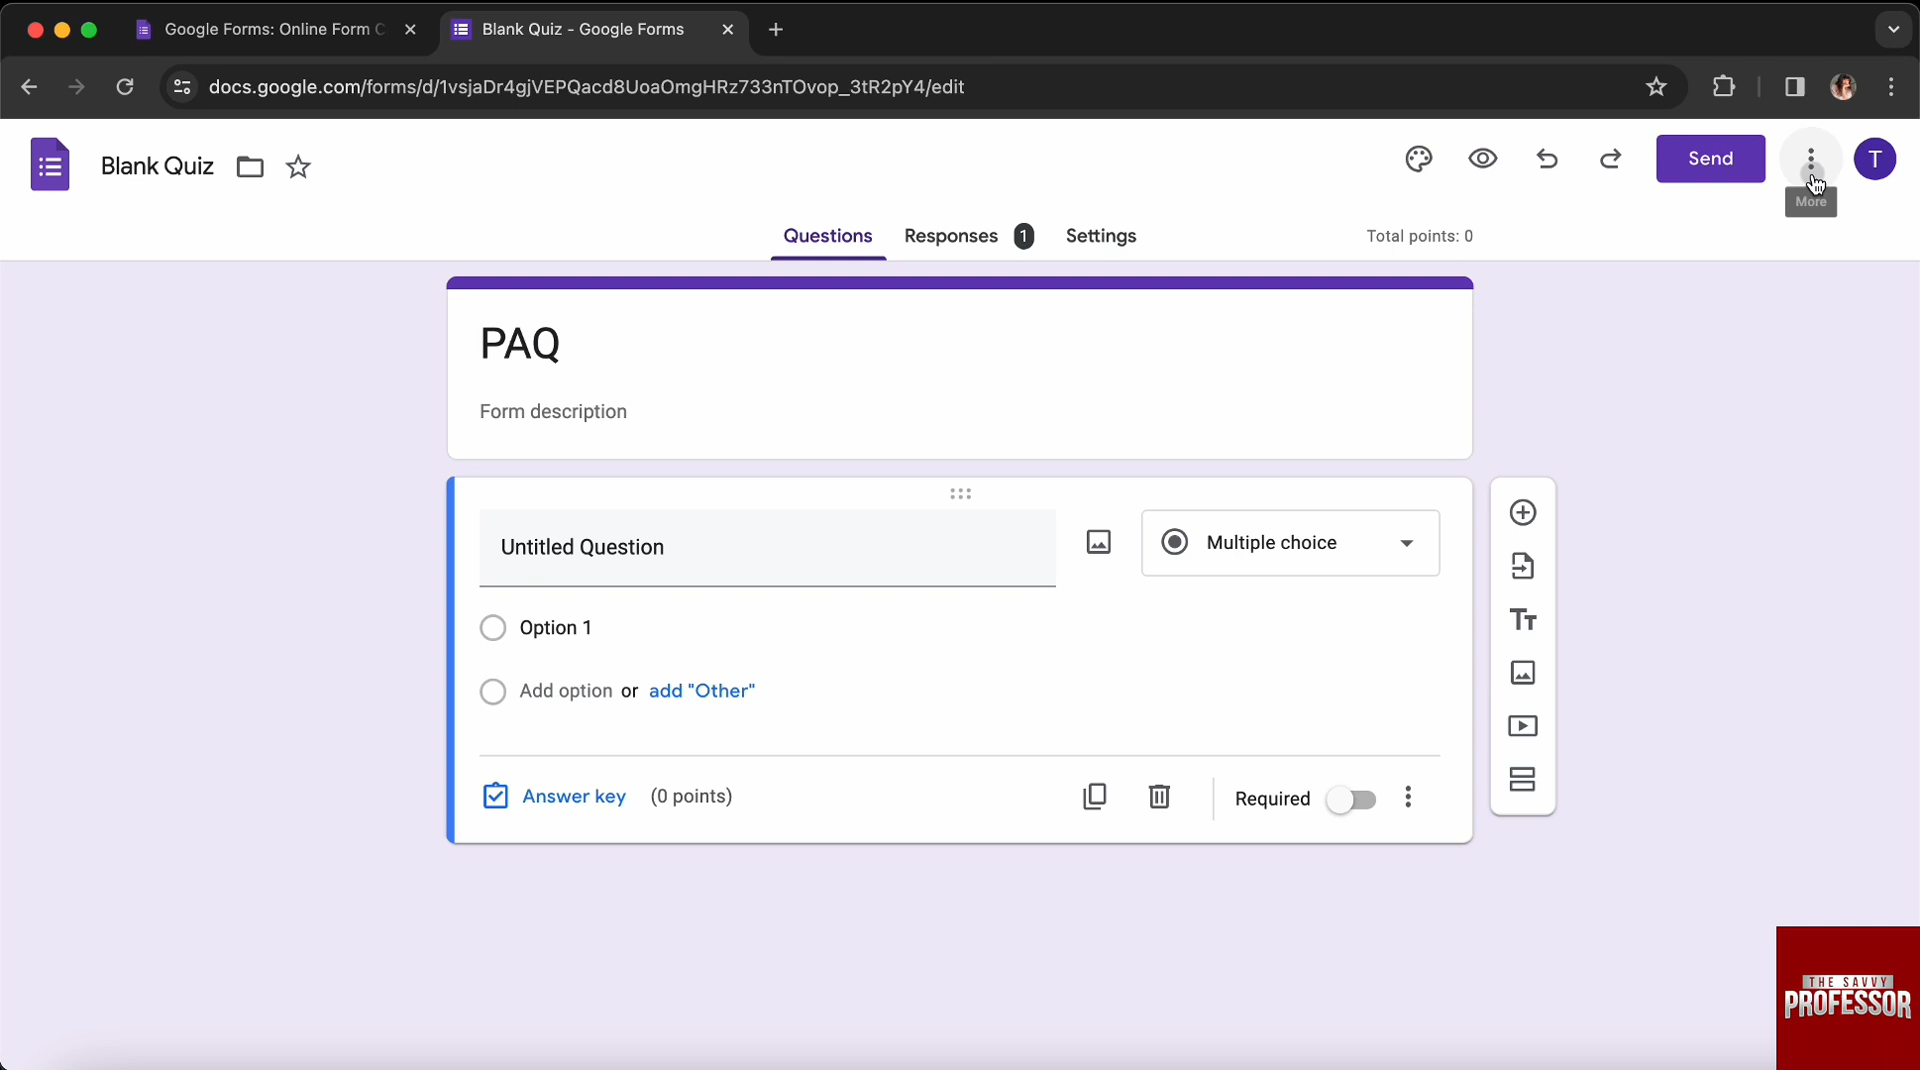 Google Forms: Online Form C
Blank Quiz - Google Forms
docs.google.com/forms/d/1vsjaDr4gjVEPQacd8UoaOmgHRz733nTOvop_3tR2pY4/edit
Blank Quiz
Send
T
More
Questions
Responses 1
Settings
Total points: 0
PAQ
Form description
Untitled Question
Multiple choice
Option 1
Add option or add "Other"
Answer key (0 points)
Required
Tт
THE SAVVY
PROFESSOR